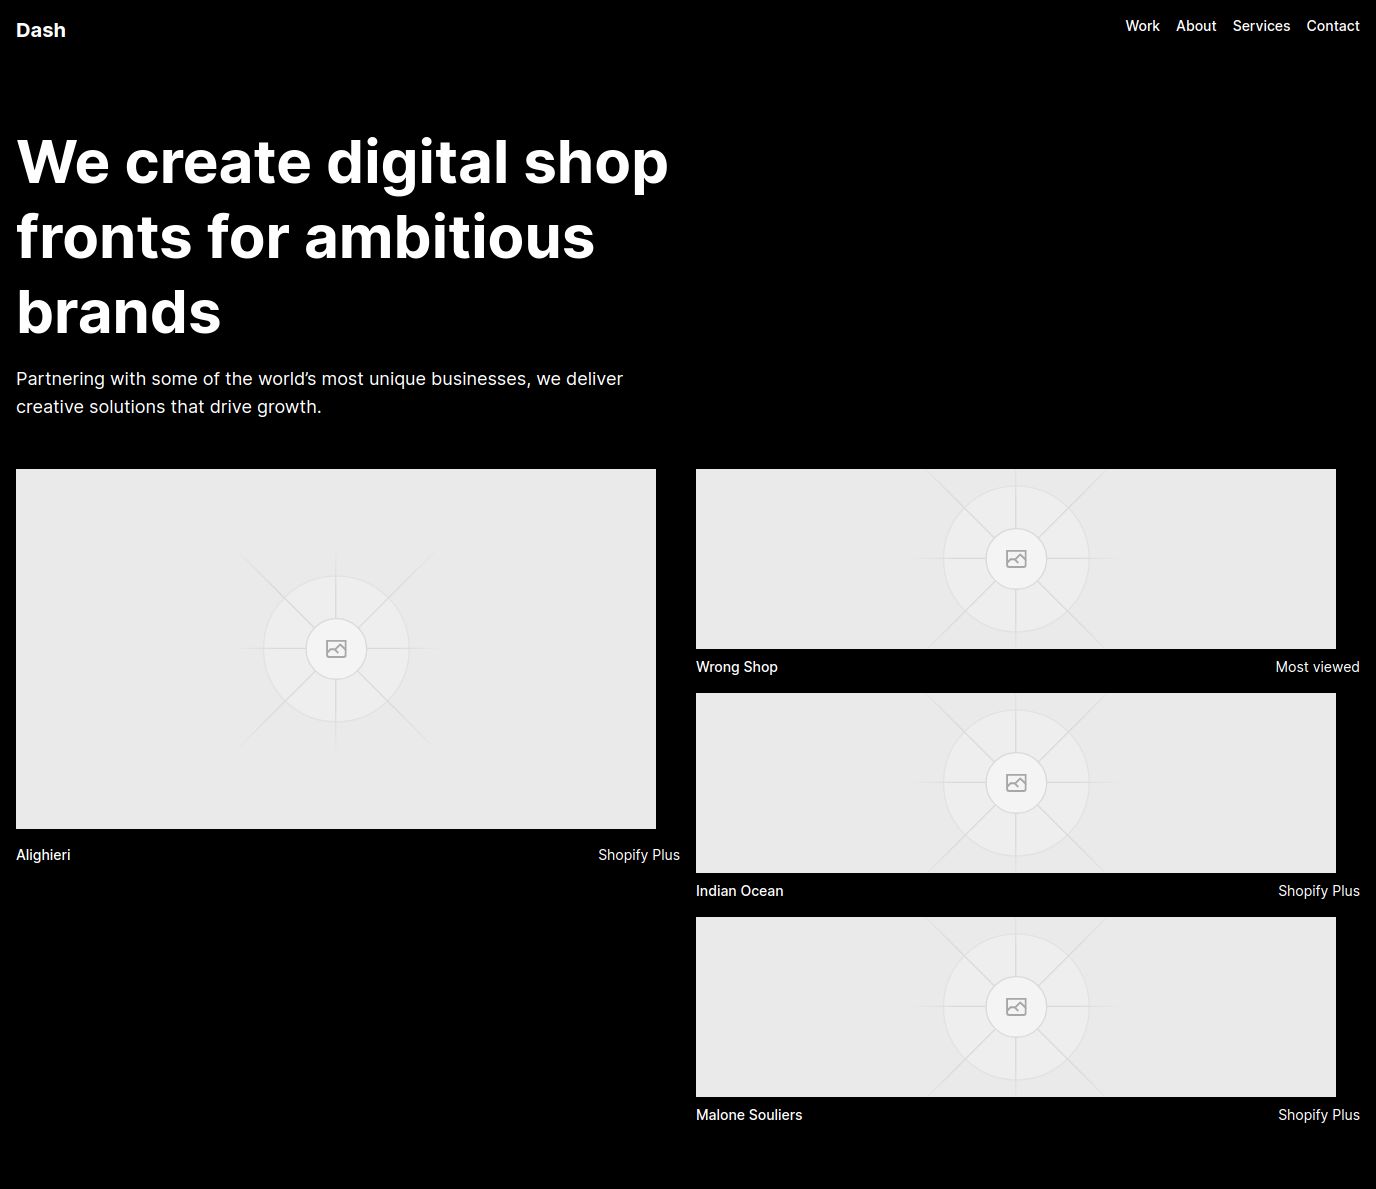 Dash
Work About Services Contact
We create digital shop
fronts for ambitious
brands
Partnering with some of the world’s most unique businesses, we deliver
creative solutions that drive growth.
Alighieri Shopify Plus
Wrong Shop Most viewed
Indian Ocean Shopify Plus
Malone Souliers Shopify Plus